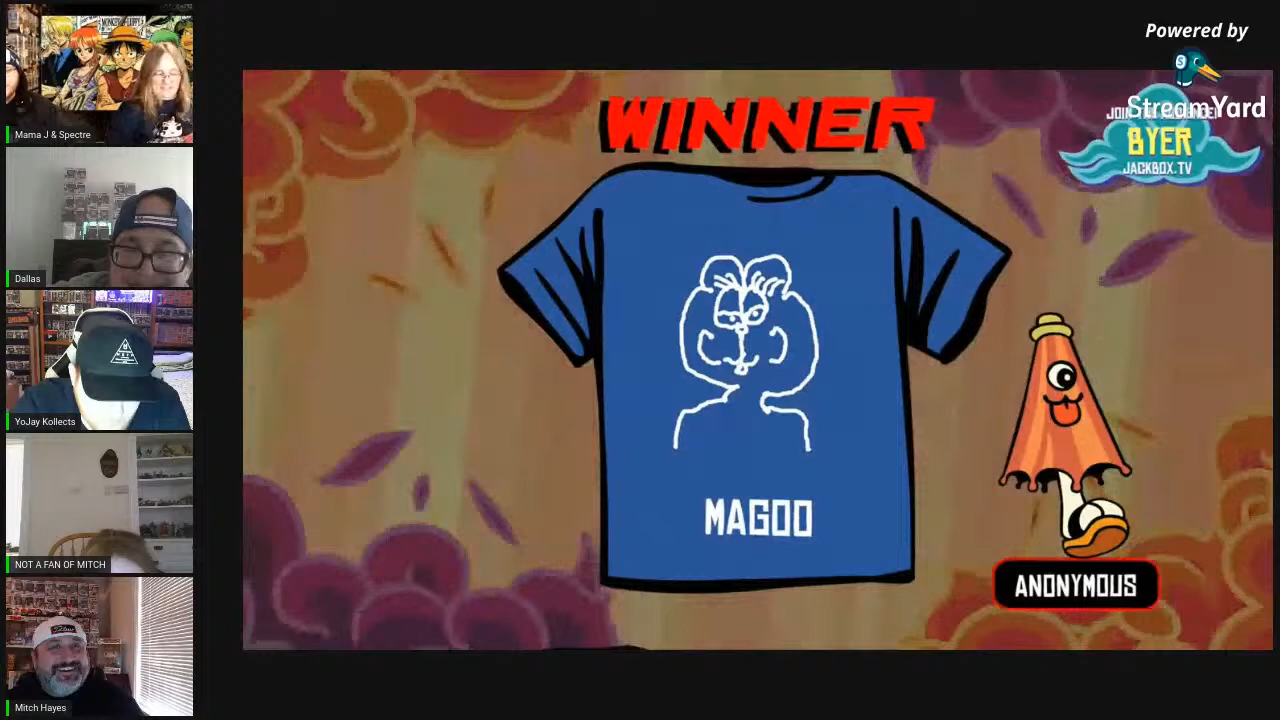 Powered by
StreamYard
WINNER
BYER
JACKBOX.TV
MAGOO
ANONYMOUS
Mama J & Spectre
Dallas
YoJay Kollects
NOT A FAN OF MITCH
Mitch Hayes